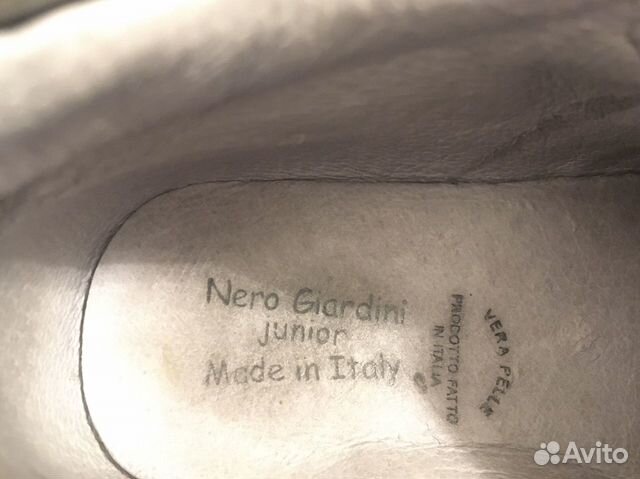 Nero Giardini
junior
Made in Italy
PRODOTTO FATTO
IN ITALIA
VERA PELLE
Avito